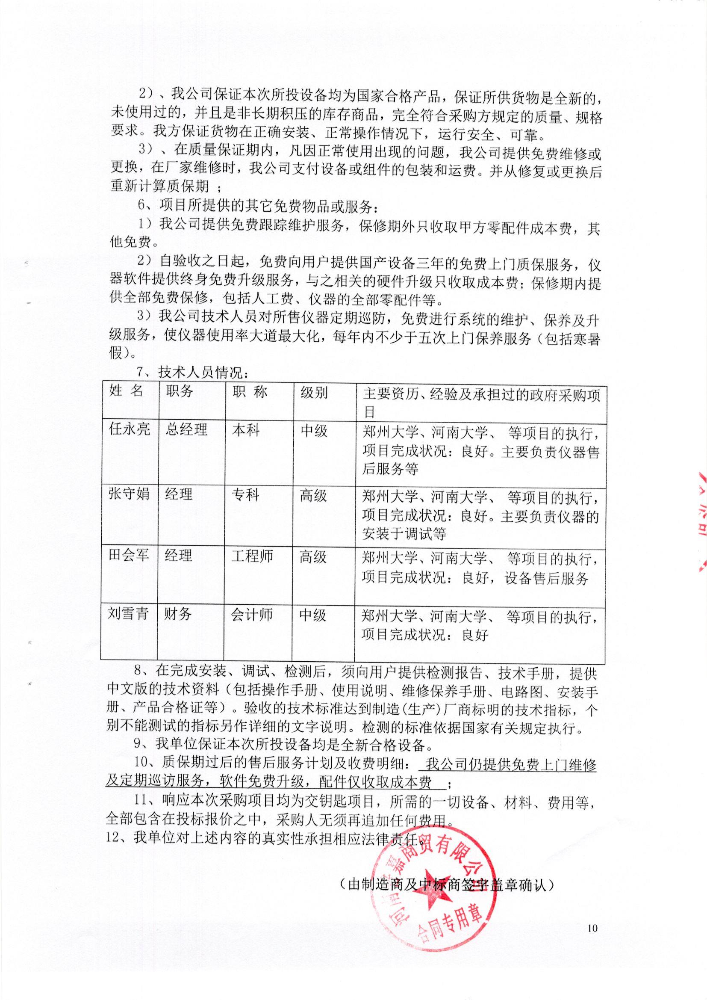 2）、我公司保证本次所投设备均为国家合格产品，保证所供货物是全新的，
未使用过的，并且是非长期积压的库存商品，完全符合采购方规定的质量、规格
要求。我方保证货物在正确安装、正常操作情况下，运行安全、可靠。
3）、在质量保证期内，凡因正常使用出现的问题，我公司提供免费维修或
更换，在厂家维修时，我公司支付设备或组件的包装和运费。并从修复或更换后
重新计算质保期 ；
6、项目所提供的其它免费物品或服务：
1）我公司提供免费跟踪维护服务，保修期外只收取甲方零配件成本费，其
他免费。
2）自验收之日起，免费向用户提供国产设备三年的免费上门质保服务，仪
器软件提供终身免费升级服务，与之相关的硬件升级只收取成本费；保修期内提
供全部免费保修，包括人工费、仪器的全部零配件等。
3）我公司技术人员对所售仪器定期巡防，免费进行系统的维护、保养及升
级服务，使仪器使用率大道最大化，每年内不少于五次上门保养服务（包括寒暑
假）。
7、技术人员情况：
姓 名 职务 职 称 级别 主要资历、经验及承担过的政府采购项
目
任永亮 总经理 本科 中级 郑州大学、河南大学、 等项目的执行，
项目完成状况：良好。主要负责仪器售
后服务等
张守娟 经理 专科 高级 郑州大学、河南大学、 等项目的执行，
项目完成状况：良好。主要负责仪器的
安装于调试等
田会军 经理 工程师 高级 郑州大学、河南大学、 等项目的执行，
项目完成状况：良好，设备售后服务
刘雪青 财务 会计师 中级 郑州大学、河南大学、 等项目的执行，
项目完成状况：良好
8、在完成安装、调试、检测后，须向用户提供检测报告、技术手册，提供
中文版的技术资料（包括操作手册、使用说明、维修保养手册、电路图、安装手
册、产品合格证等）。验收的技术标准达到制造(生产)厂商标明的技术指标，个
别不能测试的指标另作详细的文字说明。检测的标准依据国家有关规定执行。
9、我单位保证本次所投设备均是全新合格设备。
10、质保期过后的售后服务计划及收费明细： 我公司仍提供免费上门维修
及定期巡访服务，软件免费升级，配件仅收取成本费 ；
11、响应本次采购项目均为交钥匙项目，所需的一切设备、材料、费用等，
全部包含在投标报价之中，采购人无须再追加任何费用。
12、我单位对上述内容的真实性承担相应法律责任。
河南 嘉商贸有限公司
（由制造商及中标商签字盖章确认）
合同专用章
10